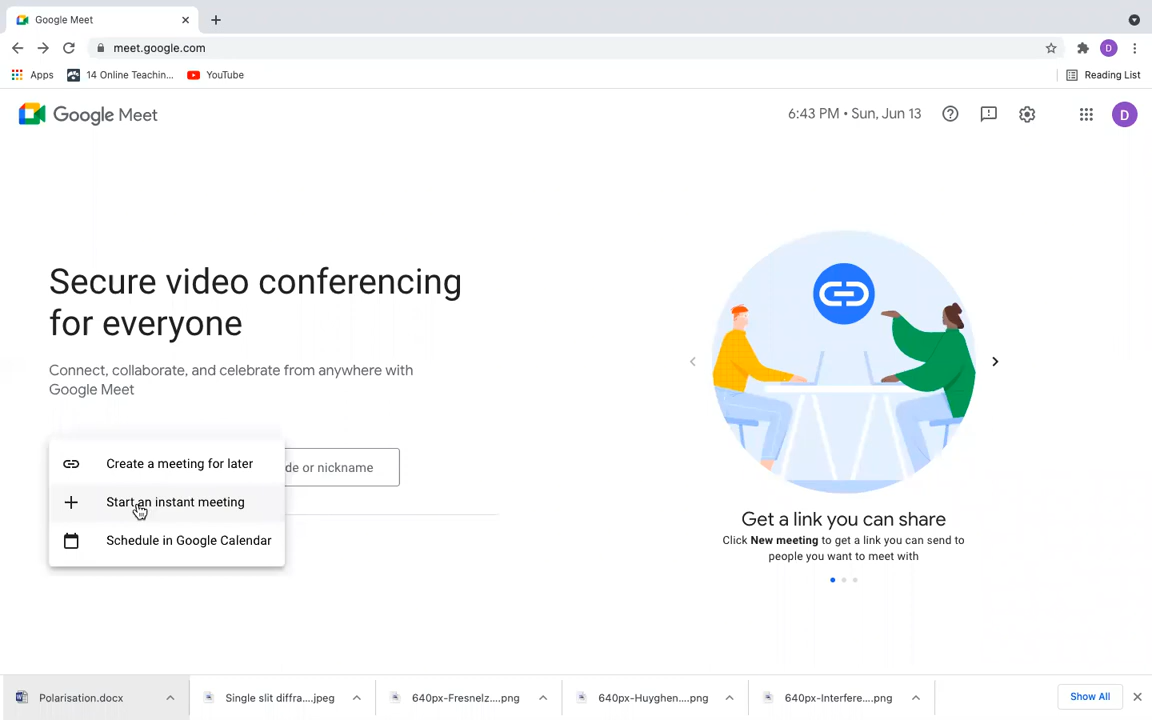 Google Meet
meet.google.com
Apps
14 Online Teachin...
YouTube
Reading List
Google Meet
6:43 PM • Sun, Jun 13
D
D
Secure video conferencing
for everyone
Connect, collaborate, and celebrate from anywhere with
Google Meet
Create a meeting for later
de or nickname
Start an instant meeting
Schedule in Google Calendar
Get a link you can share
Click New meeting to get a link you can send to
people you want to meet with
Polarisation.docx
Single slit diffra....jpeg
640px-Fresnelz....png
640px-Huyghen....png
640px-Interfere....png
Show All